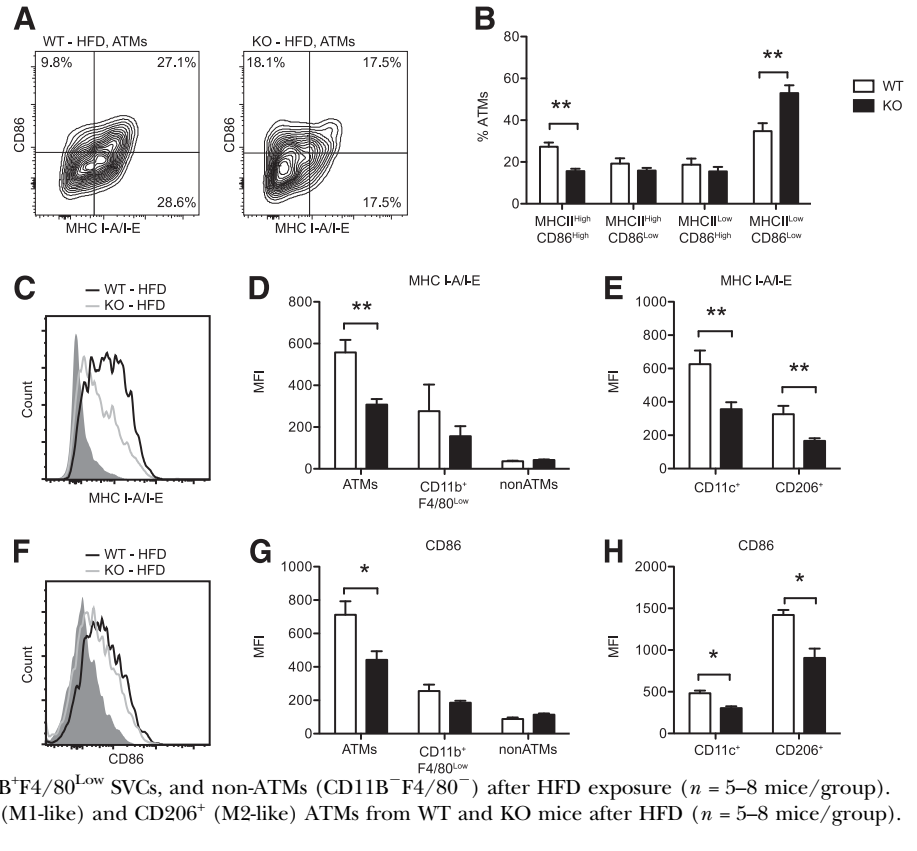 A
WT - HFD, ATMs
9.8%
27.1%
28.6%
CD86
MHC I-A/I-E
KO - HFD, ATMs
18.1%
17.5%
17.5%
CD86
MHC I-A/I-E
B
80
60
40
20
0
% ATMs
**
**
WT
KO
MHCII^High CD86^High
MHCII^High CD86^Low
MHCII^Low CD86^High
MHCII^Low CD86^Low
C
WT - HFD
KO - HFD
Count
MHC I-A/I-E
D
MHC I-A/I-E
800
600
400
200
0
MFI
**
ATMs
CD11b⁺ F4/80^Low
nonATMs
E
MHC I-A/I-E
1000
800
600
400
200
0
MFI
**
**
CD11c⁺
CD206⁺
F
WT - HFD
KO - HFD
Count
CD86
G
CD86
1000
800
600
400
200
0
MFI
*
ATMs
CD11b⁺ F4/80^Low
nonATMs
H
CD86
2000
1500
1000
500
0
MFI
*
*
CD11c⁺
CD206⁺
B⁺F4/80^Low SVCs, and non-ATMs (CD11B⁻F4/80⁻) after HFD exposure (n = 5–8 mice/group).
(M1-like) and CD206⁺ (M2-like) ATMs from WT and KO mice after HFD (n = 5–8 mice/group).